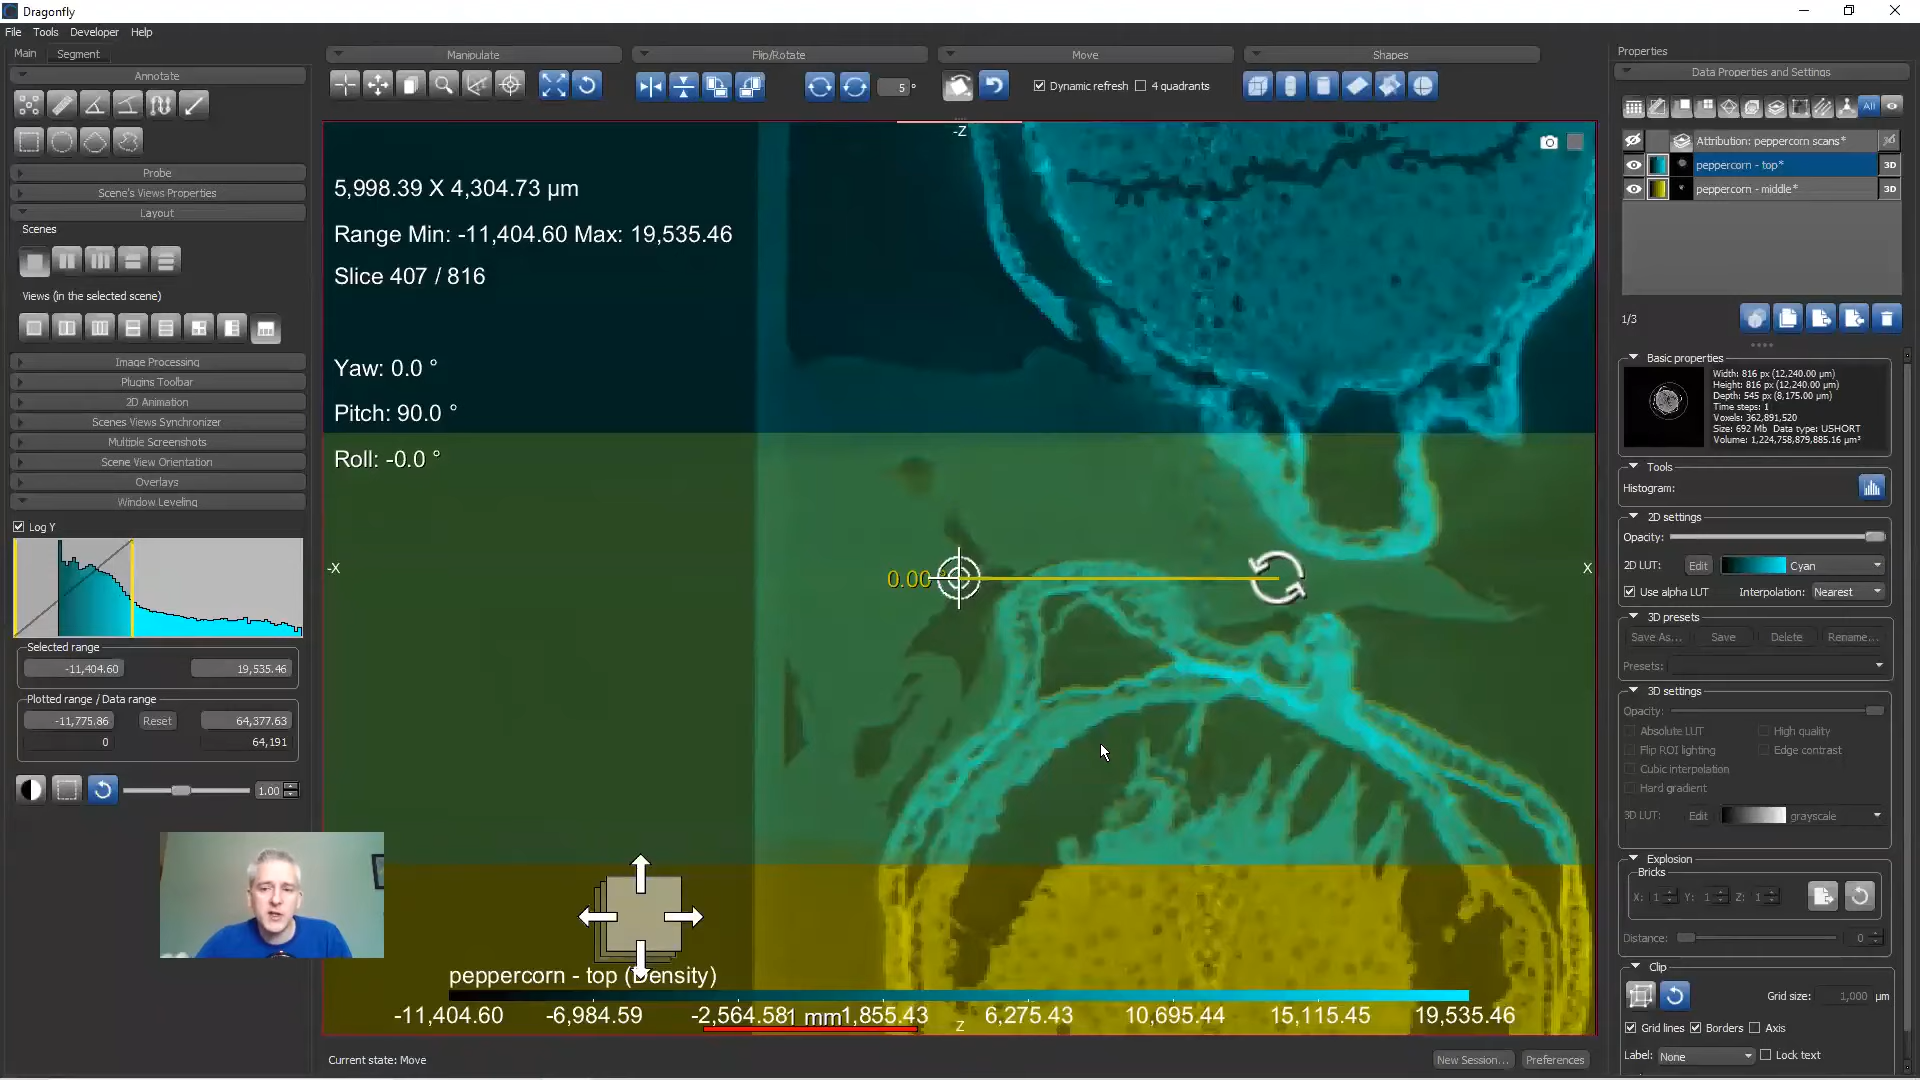 Dragonfly
File Tools Developer Help
Main Segment
Annotate
Probe
Scene's Views Properties
Layout
Scenes
Views (in the selected scene)
Image Processing
Plugins Toolbar
2D Animation
Scenes Views Synchronizer
Multiple Screenshots
Scene View Orientation
Overlays
Window Leveling
Log Y
Selected range
-11,404.60 19,535.46
Plotted range / Data range
-11,775.86 Reset 64,377.63
0 64,191
1.00
Manipulate Flip/Rotate Move Shapes
5 °
Dynamic refresh 4 quadrants
-Z
5,998.39 X 4,304.73 µm
Range Min: -11,404.60 Max: 19,535.46
Slice 407 / 816
Yaw: 0.0 °
Pitch: 90.0 °
Roll: -0.0 °
-X X
0.00 °
peppercorn - top (Density)
-11,404.60 -6,984.59 -2,564.58 1 mm 1,855.43 6,275.43 10,695.44 15,115.45 19,535.46
Z
Current state: Move
New Session... Preferences
Properties
Data Properties and Settings
All
Attribution: peppercorn scans*
peppercorn - top* 3D
peppercorn - middle* 3D
1/3
Basic properties
Width: 816 px (12,240.00 µm)
Height: 816 px (12,240.00 µm)
Depth: 545 px (8,175.00 µm)
Time steps: 1
Voxels: 362,891,520
Size: 692 Mb Data type: USHORT
Volume: 1,224,758,879,885.16 µm³
Tools
Histogram:
2D settings
Opacity:
2D LUT: Edit Cyan
Use alpha LUT Interpolation: Nearest
3D presets
Save As... Save Delete Rename...
Presets:
3D settings
Opacity:
Absolute LUT High quality
Flip ROI lighting Edge contrast
Cubic interpolation
Hard gradient
3D LUT: Edit grayscale
Explosion
Bricks
X: 1 Y: 1 Z: 1
Distance: 0
Clip
Grid size: 1,000 µm
Grid lines Borders Axis
Label: None Lock text